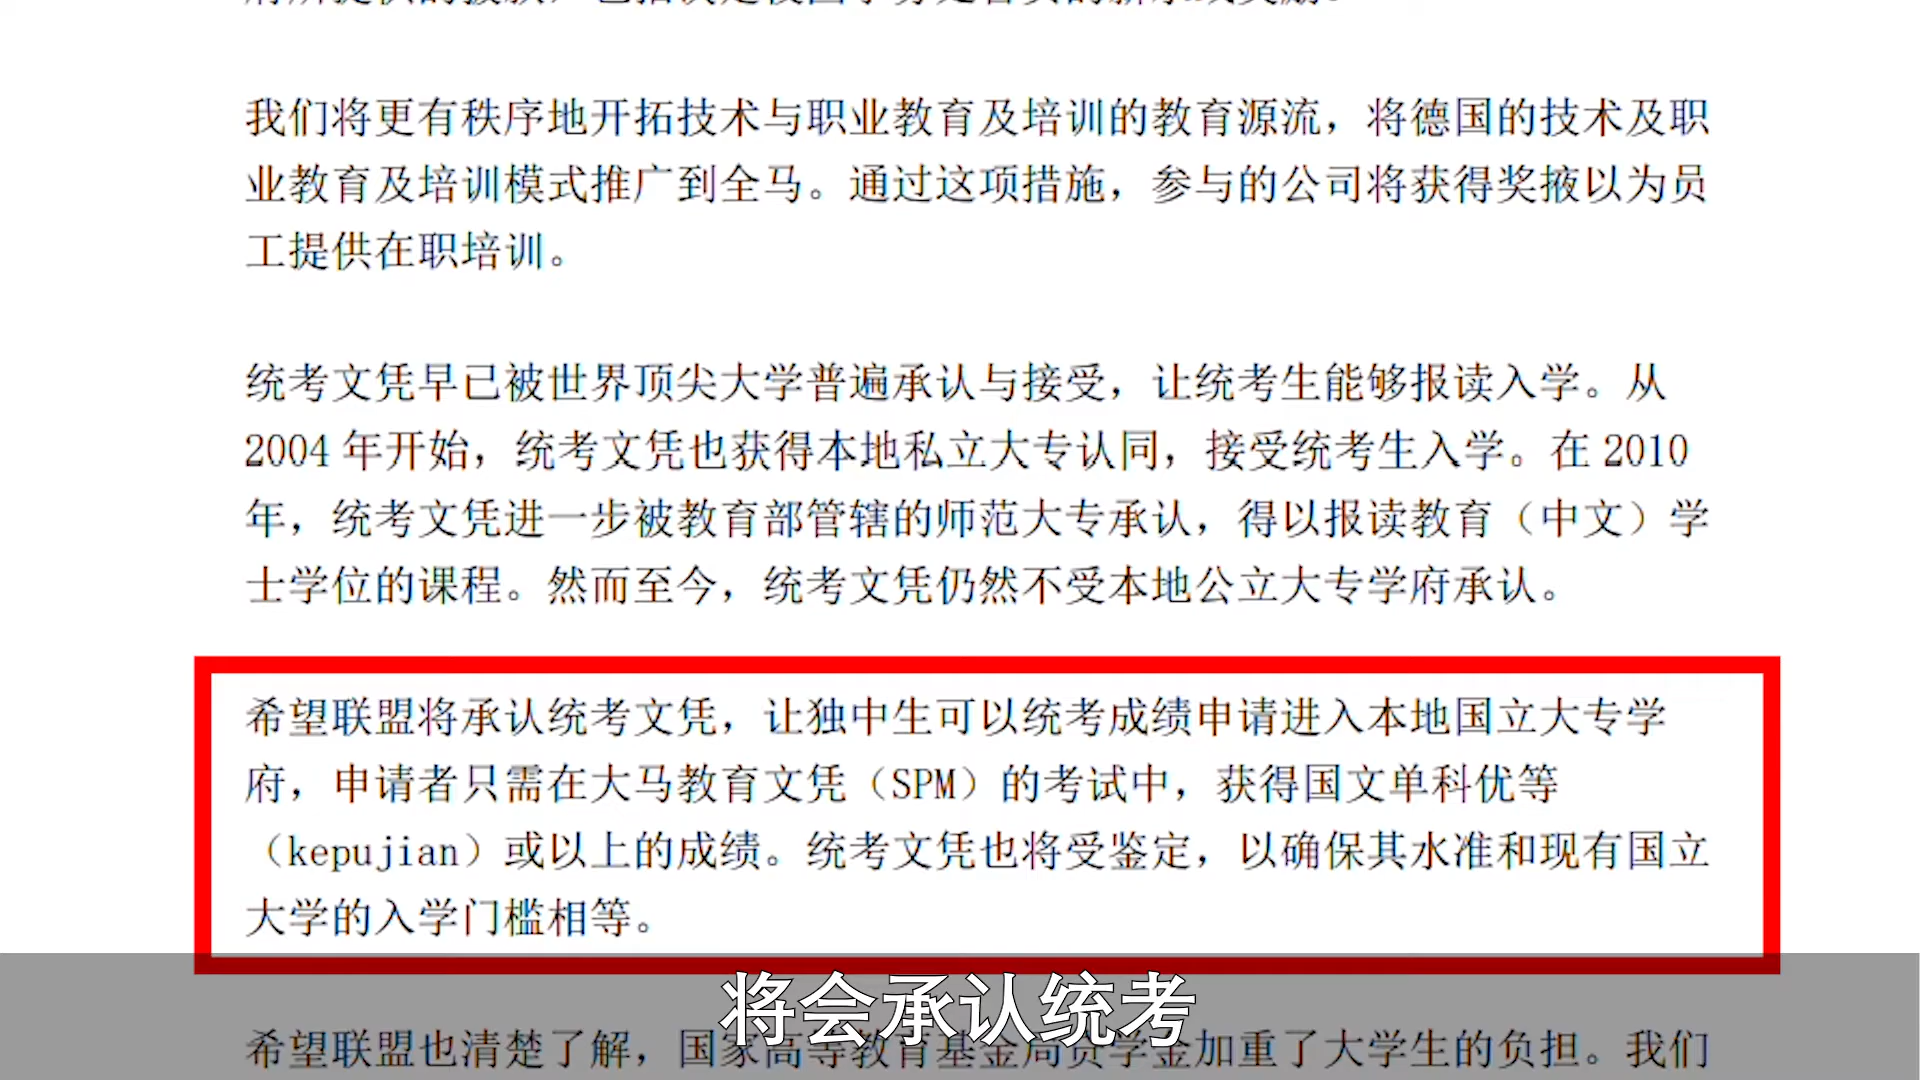 我们将更有秩序地开拓技术与职业教育及培训的教育源流，将德国的技术及职
业教育及培训模式推广到全马。通过这项措施，参与的公司将获得奖掖以为员
工提供在职培训。
统考文凭早已被世界顶尖大学普遍承认与接受，让统考生能够报读入学。从
2004 年开始，统考文凭也获得本地私立大专认同，接受统考生入学。在 2010
年，统考文凭进一步被教育部管辖的师范大专承认，得以报读教育（中文）学
士学位的课程。然而至今，统考文凭仍然不受本地公立大专学府承认。
希望联盟将承认统考文凭，让独中生可以统考成绩申请进入本地国立大专学
府，申请者只需在大马教育文凭（SPM）的考试中，获得国文单科优等
（kepujian）或以上的成绩。统考文凭也将受鉴定，以确保其水准和现有国立
大学的入学门槛相等。
将会承认统考
希望联盟也清楚了解，国家高等教育基金局贷学金加重了大学生的负担。我们